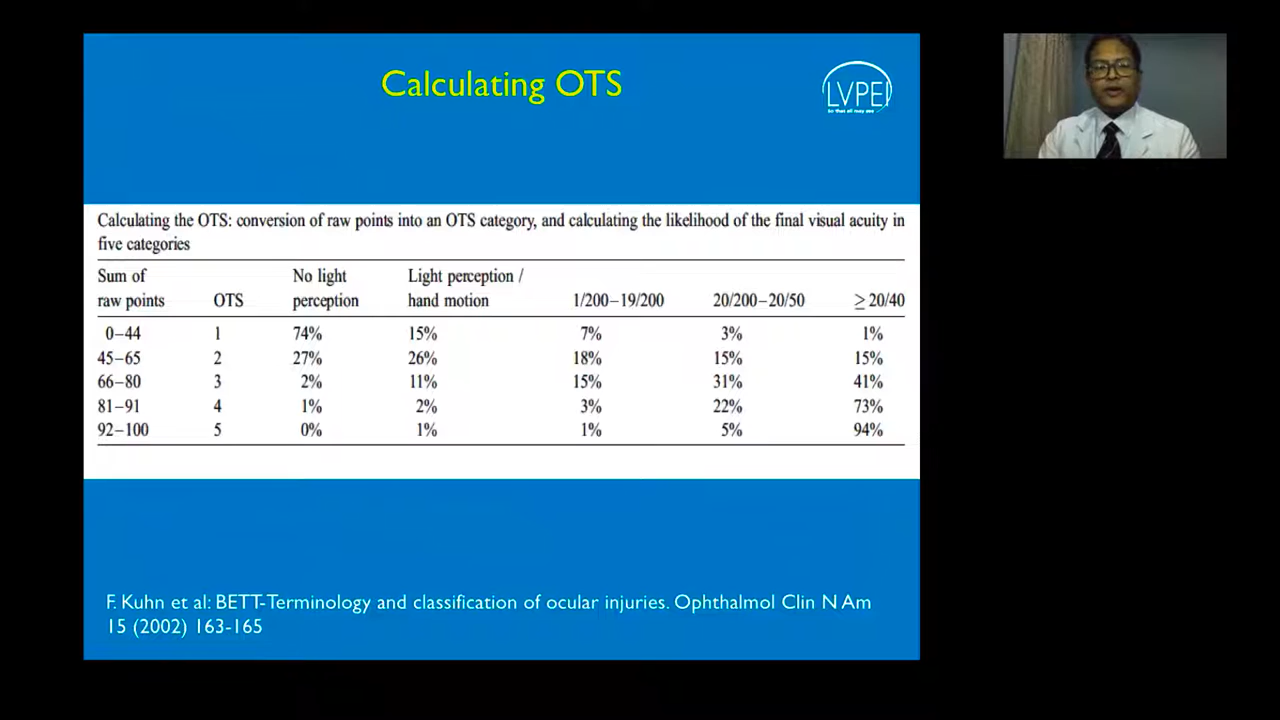 Calculating OTS
LVPEI
So that all may see
Calculating the OTS: conversion of raw points into an OTS category, and calculating the likelihood of the final visual acuity in
five categories
Sum of No light Light perception /
raw points OTS perception hand motion 1/200–19/200 20/200–20/50 ≥ 20/40
0–44 1 74% 15% 7% 3% 1%
45–65 2 27% 26% 18% 15% 15%
66–80 3 2% 11% 15% 31% 41%
81–91 4 1% 2% 3% 22% 73%
92–100 5 0% 1% 1% 5% 94%
F. Kuhn et al: BETT-Terminology and classification of ocular injuries. Ophthalmol Clin N Am
15 (2002) 163-165